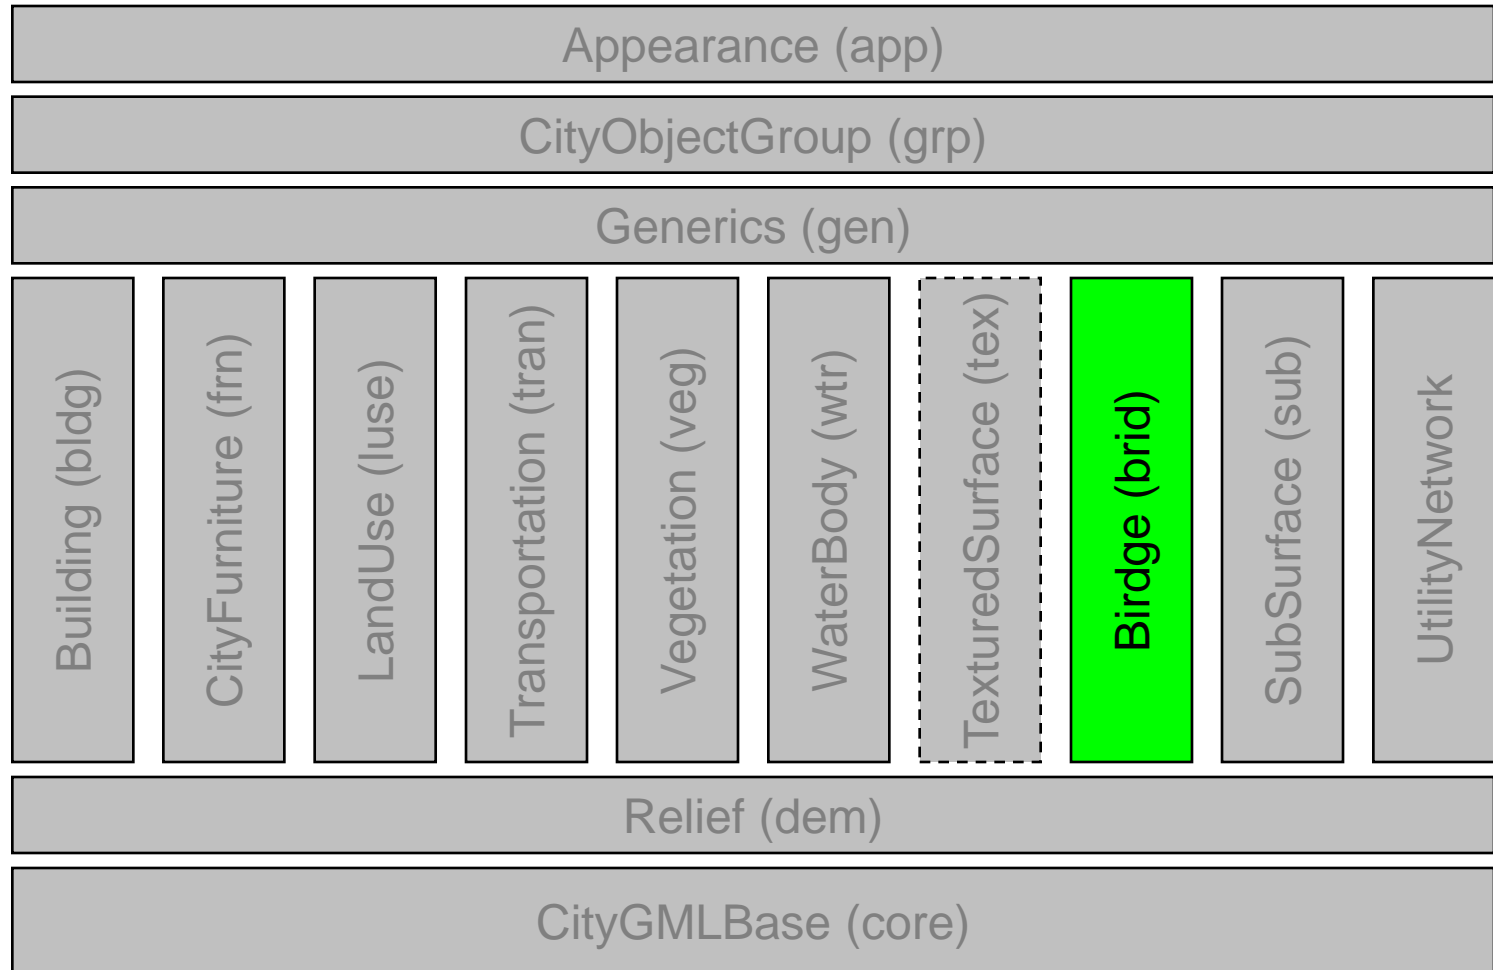 Appearance (app)
CityObjectGroup (grp)
Generics (gen)
Building (bldg)
CityFurniture (frn)
LandUse (luse)
Transportation (tran)
Vegetation (veg)
WaterBody (wtr)
TexturedSurface (tex)
Birdge (brid)
SubSurface (sub)
UtilityNetwork
Relief (dem)
CityGMLBase (core)